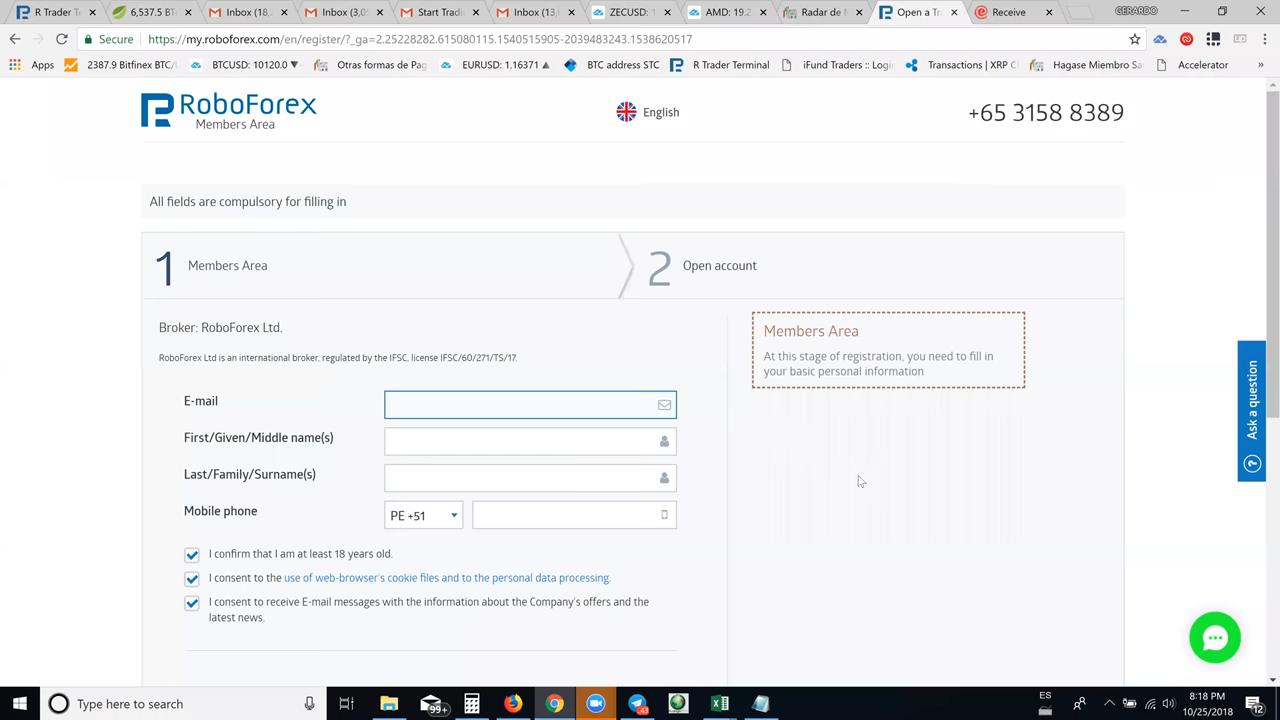 R Trader Te
6,537.5 BT
Inbox (18,
Inbox (3,0
Start Tradi
Inbox (13,
ZECUSD: 1
AMD: 19.2
Radar de M
Open a Tra
Receive
GERARDO
Secure
https://my.roboforex.com/en/register/?_ga=2.25228282.615080115.1540515905-2039483243.1538620517
Apps
2387.9 Bitfinex BTC/
BTCUSD: 10120.0 ▼
Otras formas de Pag
EURUSD: 1.16371 ▲
BTC address STC
R Trader Terminal
iFund Traders :: Logi
Transactions | XRP C
Hagase Miembro Sa
Accelerator
»
RoboForex
Members Area
English
+65 3158 8389
All fields are compulsory for filling in
1 Members Area
2 Open account
Broker: RoboForex Ltd.
RoboForex Ltd is an international broker, regulated by the IFSC, license IFSC/60/271/TS/17.
Members Area
At this stage of registration, you need to fill in
your basic personal information
E-mail
First/Given/Middle name(s)
Last/Family/Surname(s)
Mobile phone
PE +51
I confirm that I am at least 18 years old.
I consent to the use of web-browser's cookie files and to the personal data processing.
I consent to receive E-mail messages with the information about the Company's offers and the
latest news.
Ask a question
?
Type here to search
99+
43
ES
8:18 PM
10/25/2018
12